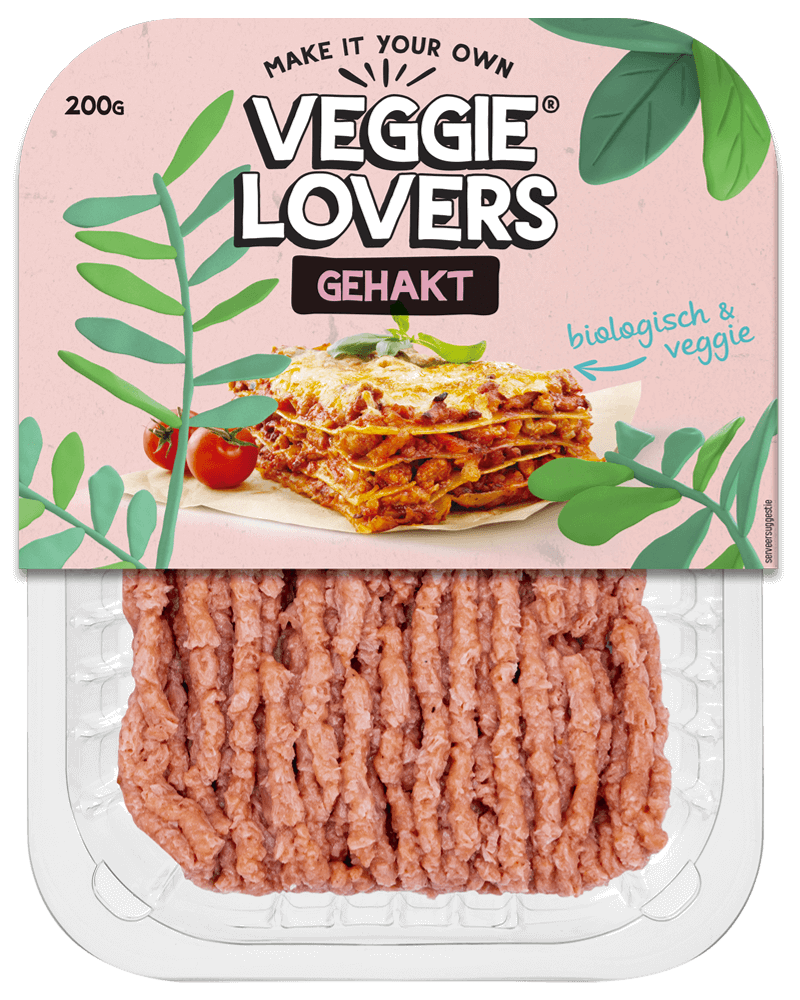 MAKE IT YOUR OWN
200G
VEGGIE®
LOVERS
GEHAKT
biologisch &
veggie
serveersuggestie